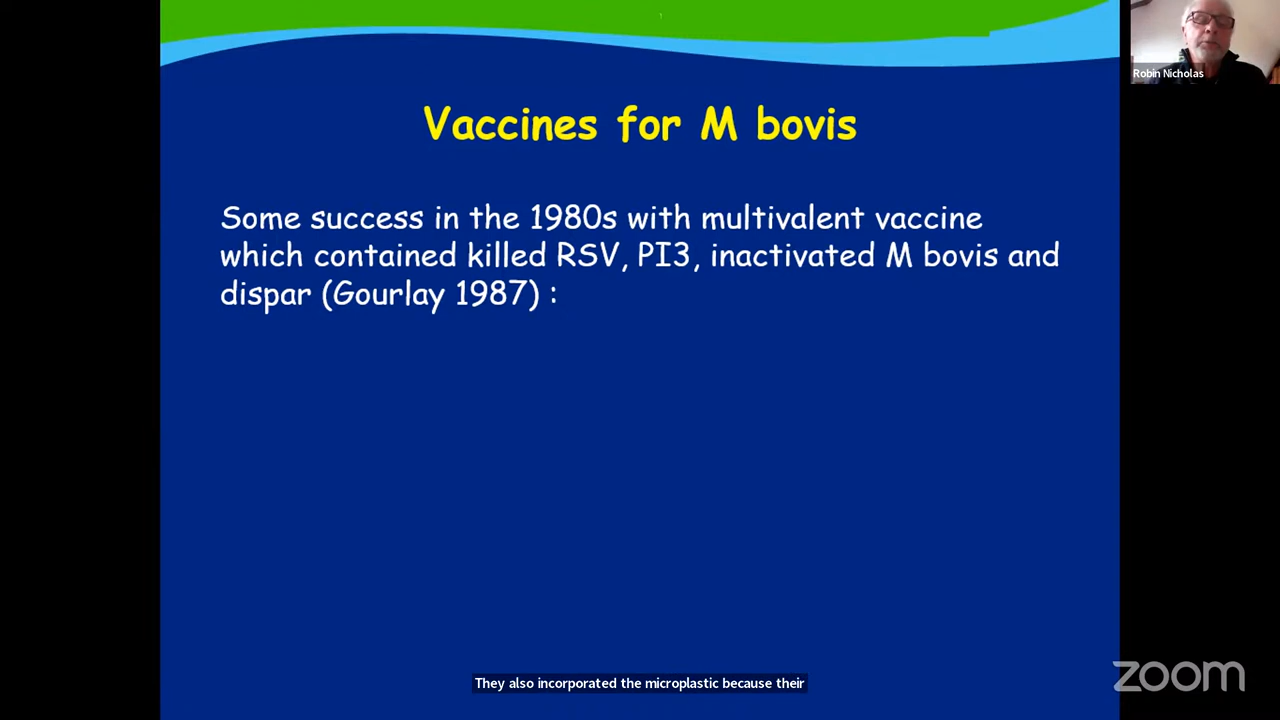 Robin Nicholas
Vaccines for M bovis
Some success in the 1980s with multivalent vaccine
which contained killed RSV, PI3, inactivated M bovis and
dispar (Gourlay 1987) :
They also incorporated the microplastic because their
zoom